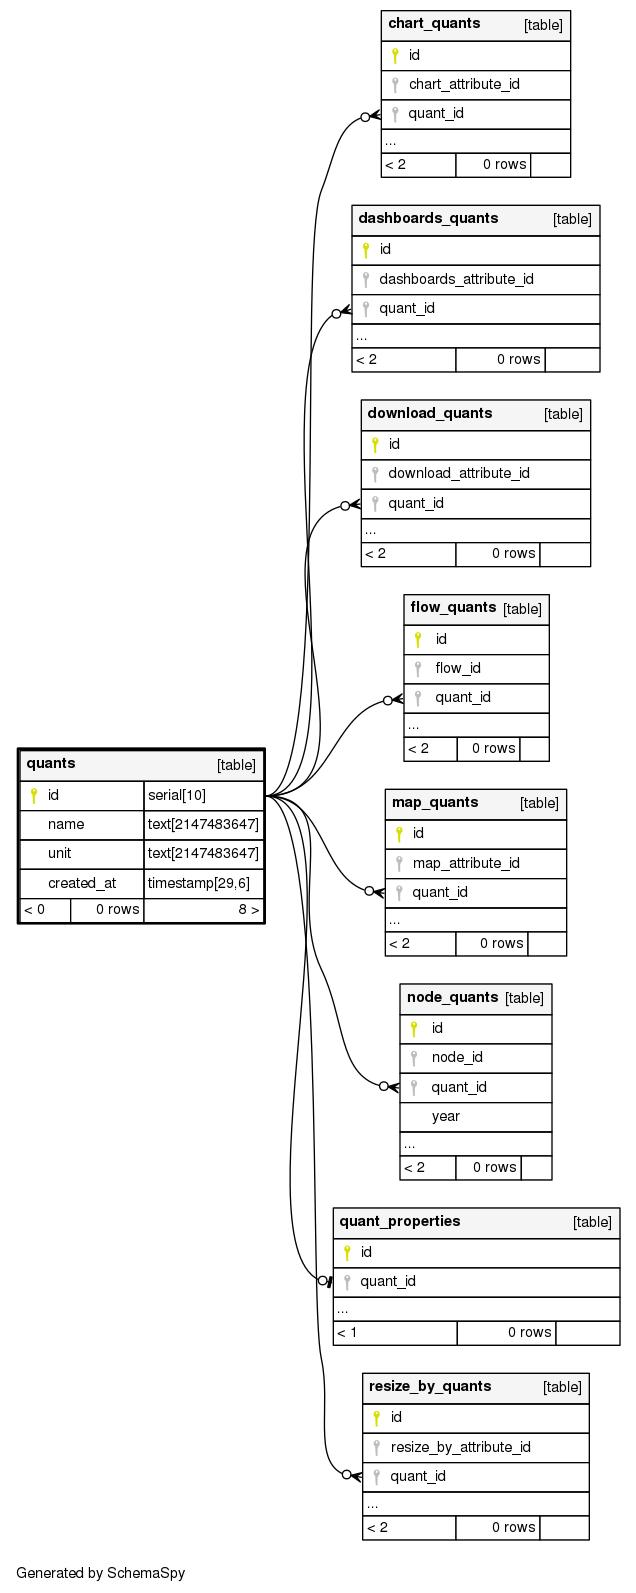 chart_quants [table]
id
chart_attribute_id
quant_id
...
< 2 0 rows
dashboards_quants [table]
id
dashboards_attribute_id
quant_id
...
< 2 0 rows
download_quants [table]
id
download_attribute_id
quant_id
...
< 2 0 rows
flow_quants [table]
id
flow_id
quant_id
...
< 2 0 rows
quants [table]
id serial[10]
name text[2147483647]
unit text[2147483647]
created_at timestamp[29,6]
< 0 0 rows 8 >
map_quants [table]
id
map_attribute_id
quant_id
...
< 2 0 rows
node_quants [table]
id
node_id
quant_id
year
...
< 2 0 rows
quant_properties [table]
id
quant_id
...
< 1 0 rows
resize_by_quants [table]
id
resize_by_attribute_id
quant_id
...
< 2 0 rows
Generated by SchemaSpy